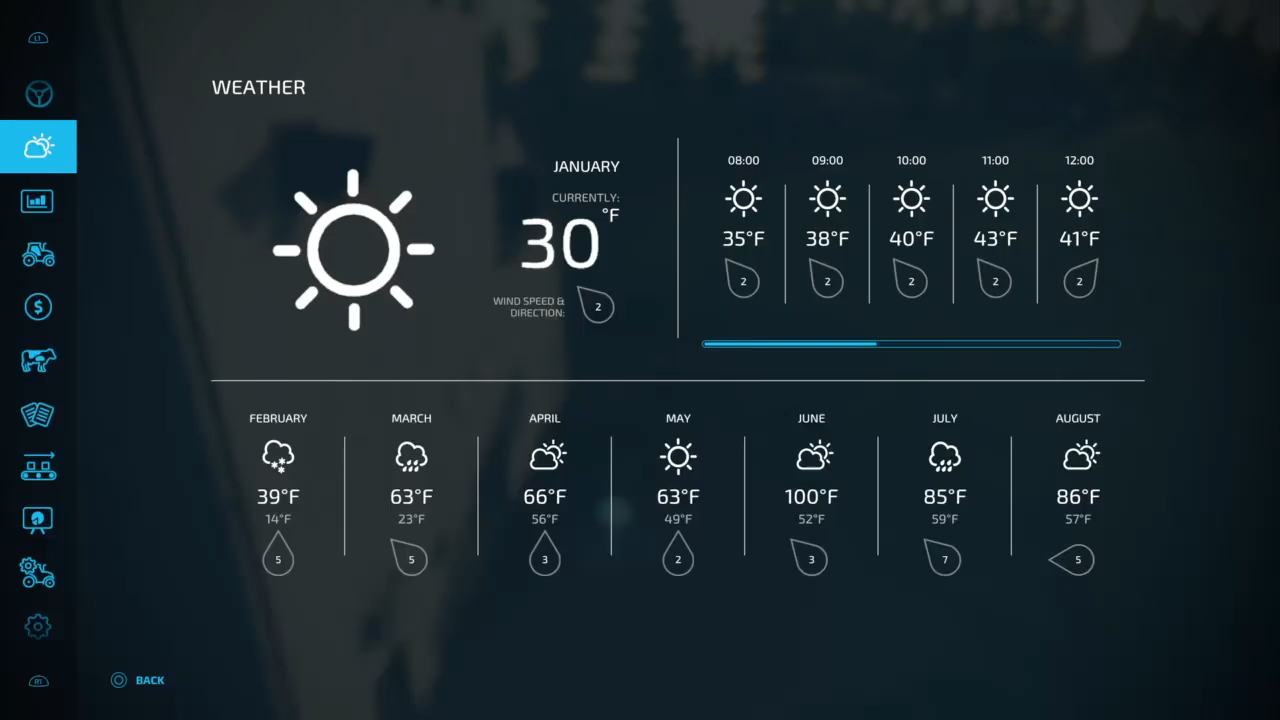 L1
WEATHER
JANUARY
CURRENTLY:
30 °F
WIND SPEED &
DIRECTION:
2
08:00 09:00 10:00 11:00 12:00
35°F 38°F 40°F 43°F 41°F
2 2 2 2 2
FEBRUARY MARCH APRIL MAY JUNE JULY AUGUST
39°F 63°F 66°F 63°F 100°F 85°F 86°F
14°F 23°F 56°F 49°F 52°F 59°F 57°F
5 5 3 2 3 7 5
$
R1
BACK